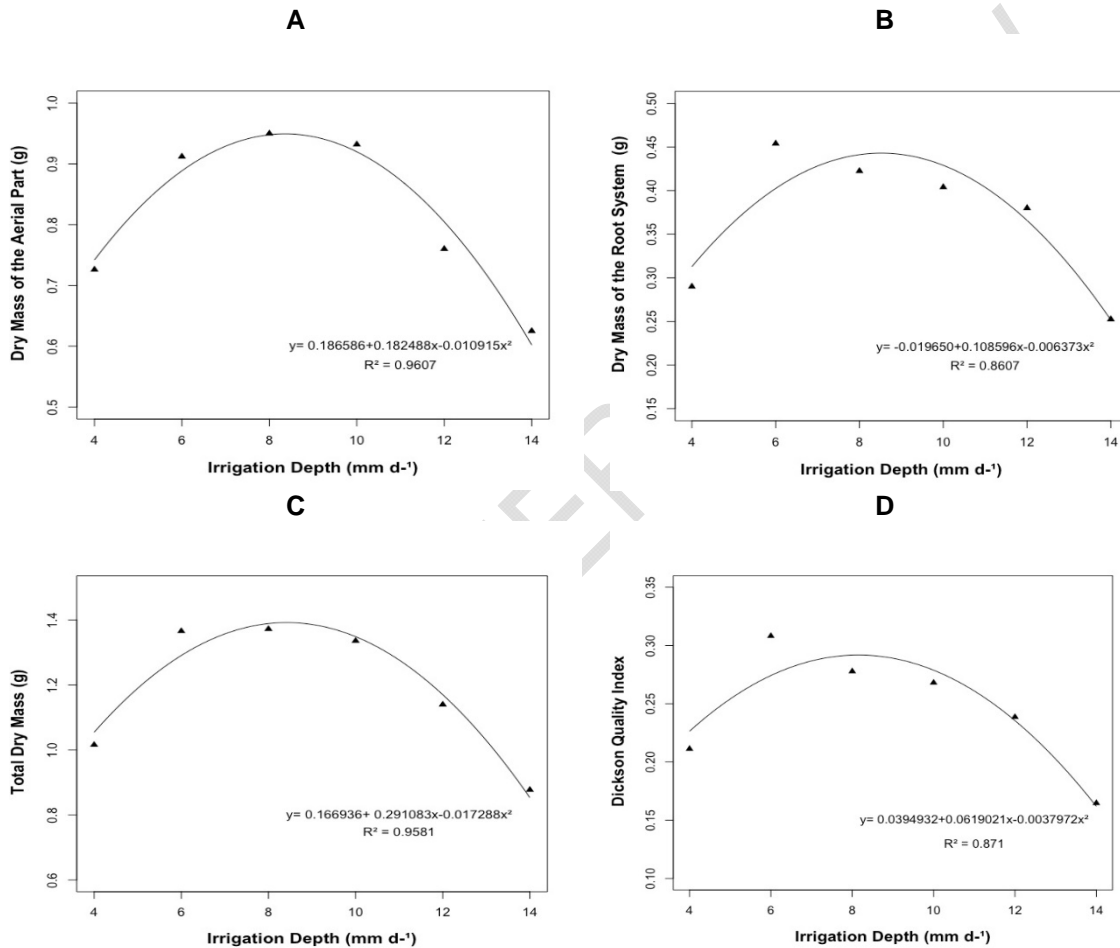 A
B
Dry Mass of the Aerial Part (g)
1.0
0.9
0.8
0.7
0.6
0.5
y= 0.186586+0.182488x-0.010915x²
R² = 0.9607
4 6 8 10 12 14
Irrigation Depth (mm d-¹)
Dry Mass of the Root System (g)
0.50
0.45
0.40
0.35
0.30
0.25
0.20
0.15
y= -0.019650+0.108596x-0.006373x²
R² = 0.8607
4 6 8 10 12 14
Irrigation Depth (mm d-¹)
C
D
Total Dry Mass (g)
1.4
1.2
1.0
0.8
0.6
y= 0.166936+ 0.291083x-0.017288x²
R² = 0.9581
4 6 8 10 12 14
Irrigation Depth (mm d-¹)
Dickson Quality Index
0.35
0.30
0.25
0.20
0.15
0.10
y= 0.0394932+0.0619021x-0.0037972x²
R² = 0.871
4 6 8 10 12 14
Irrigation Depth (mm d-¹)